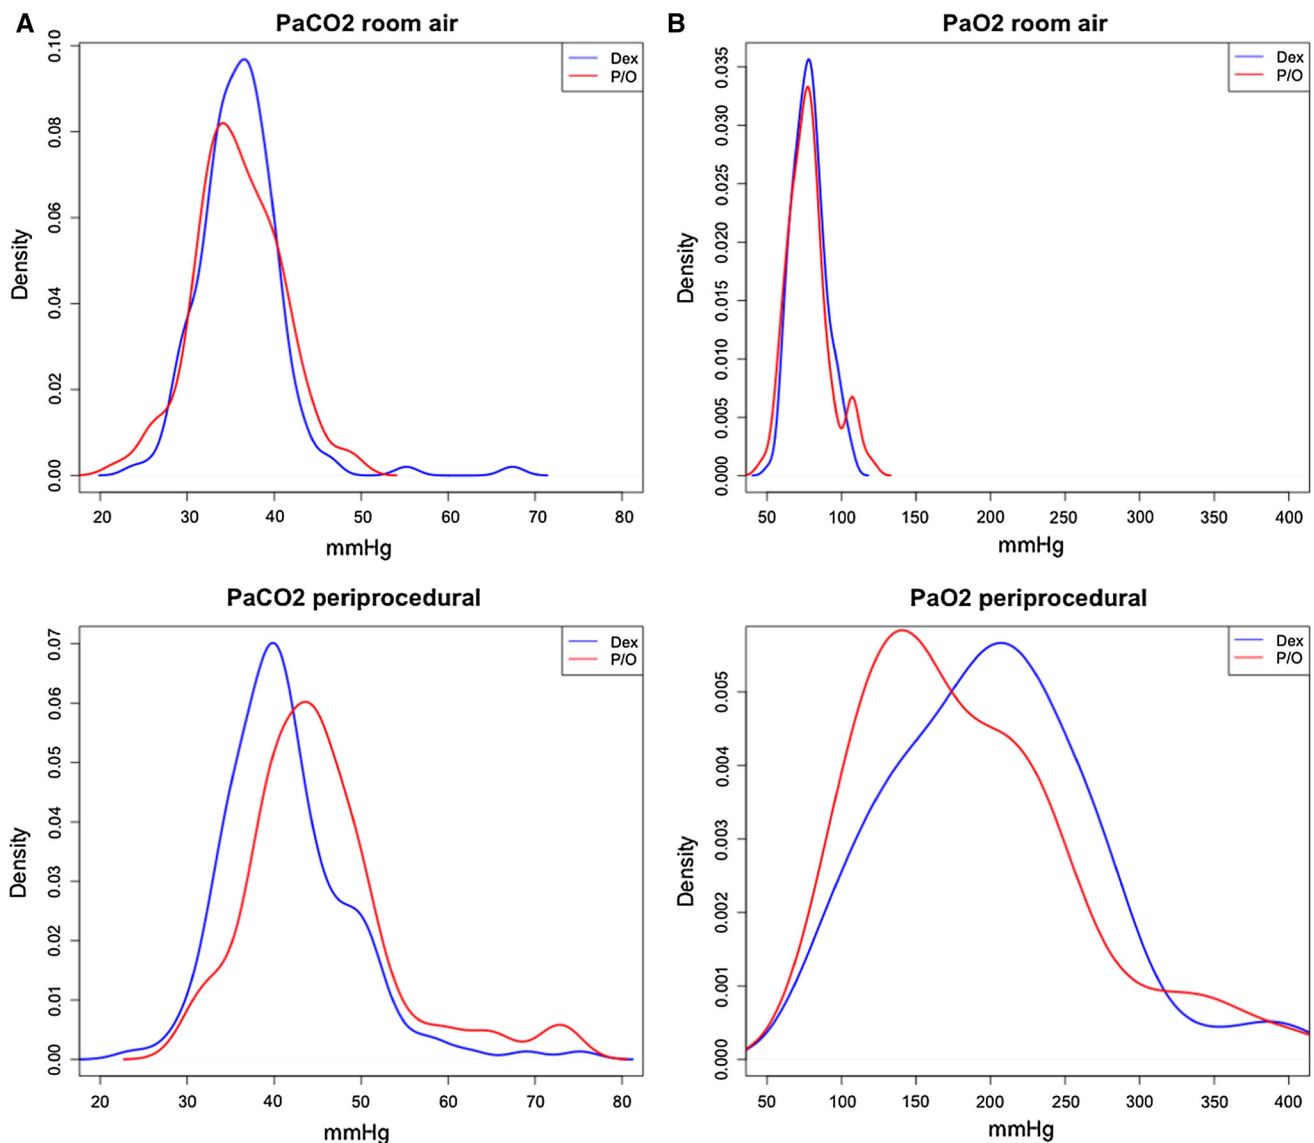 A
PaCO2 room air
Density
0.00 0.02 0.04 0.06 0.08 0.10
Dex
P/O
20 30 40 50 60 70 80
mmHg
B
PaO2 room air
Density
0.000 0.005 0.010 0.015 0.020 0.025 0.030 0.035
Dex
P/O
50 100 150 200 250 300 350 400
mmHg
PaCO2 periprocedural
Density
0.00 0.01 0.02 0.03 0.04 0.05 0.06 0.07
Dex
P/O
20 30 40 50 60 70 80
mmHg
PaO2 periprocedural
Density
0.000 0.001 0.002 0.003 0.004 0.005
Dex
P/O
50 100 150 200 250 300 350 400
mmHg